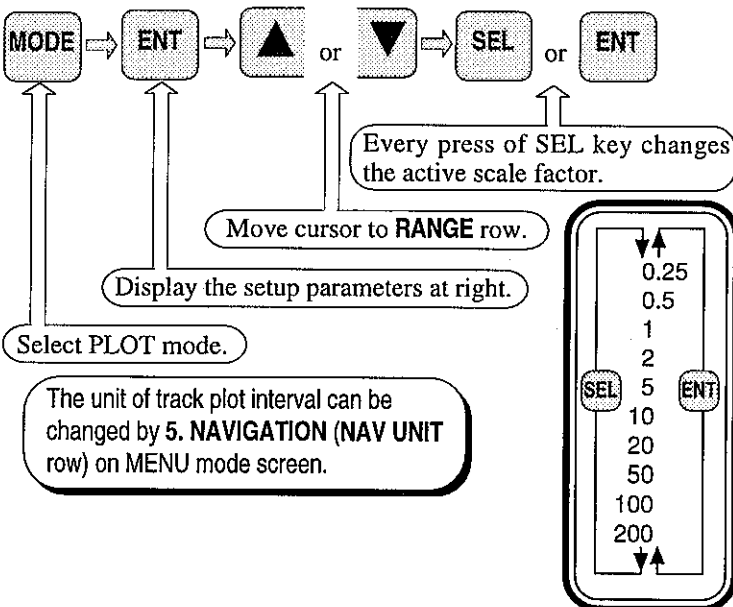 MODE ENT ▲ or ▼ SEL or ENT
Every press of SEL key changes
the active scale factor.
Move cursor to RANGE row.
Display the setup parameters at right.
Select PLOT mode.
The unit of track plot interval can be
changed by 5. NAVIGATION (NAV UNIT
row) on MENU mode screen.
0.25
0.5
1
2
SEL 5 ENT
10
20
50
100
200